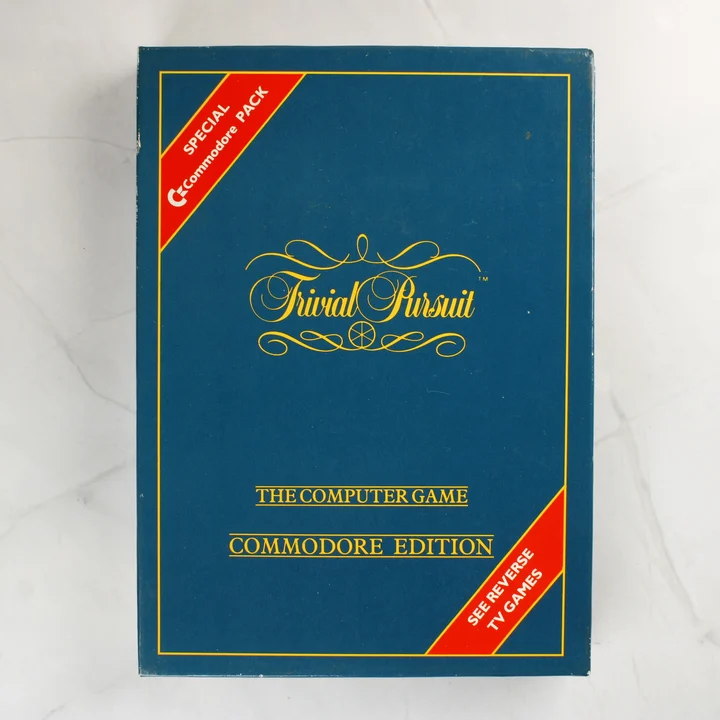 SPECIAL
Commodore PACK
Trivial Pursuit ™
THE COMPUTER GAME
COMMODORE EDITION
SEE REVERSE
TV GAMES